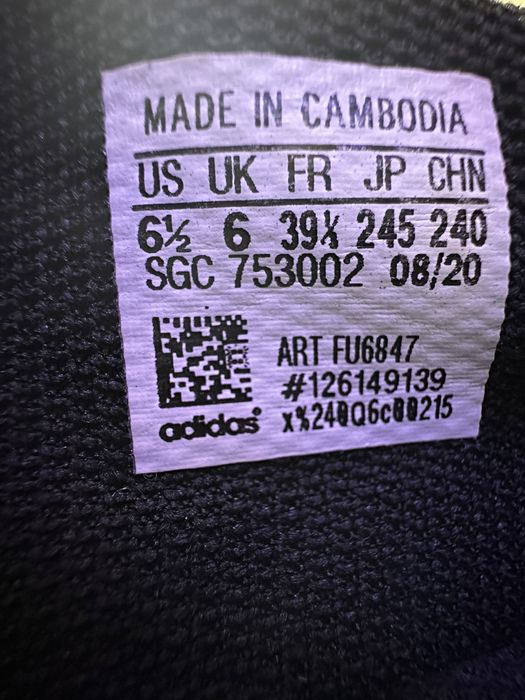 MADE IN CAMBODIA
US UK FR JP CHN
6½ 6 39⅓ 245 240
SGC 753002 08/20
ART FU6847
#126149139
adidas® x%240Q6c00215